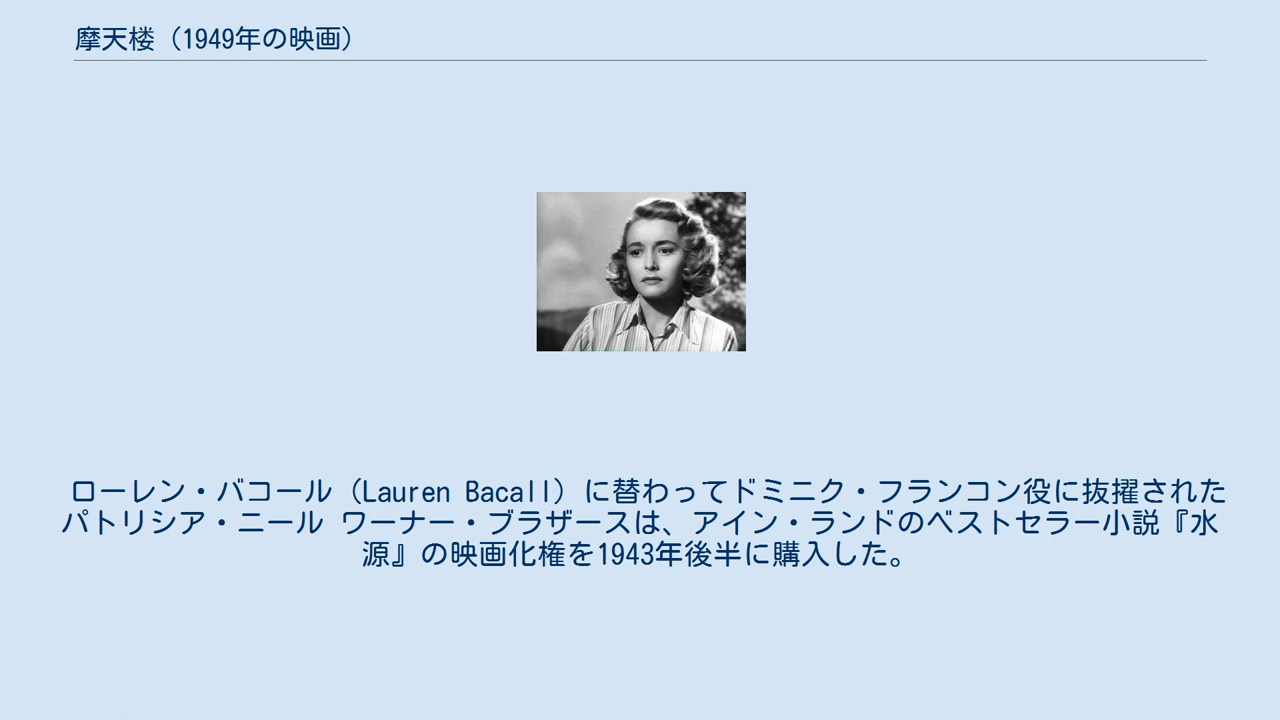 摩天楼（1949年の映画）
ローレン・バコール（Lauren Bacall）に替わってドミニク・フランコン役に抜擢された
パトリシア・ニール ワーナー・ブラザースは、アイン・ランドのベストセラー小説『水
源』の映画化権を1943年後半に購入した。